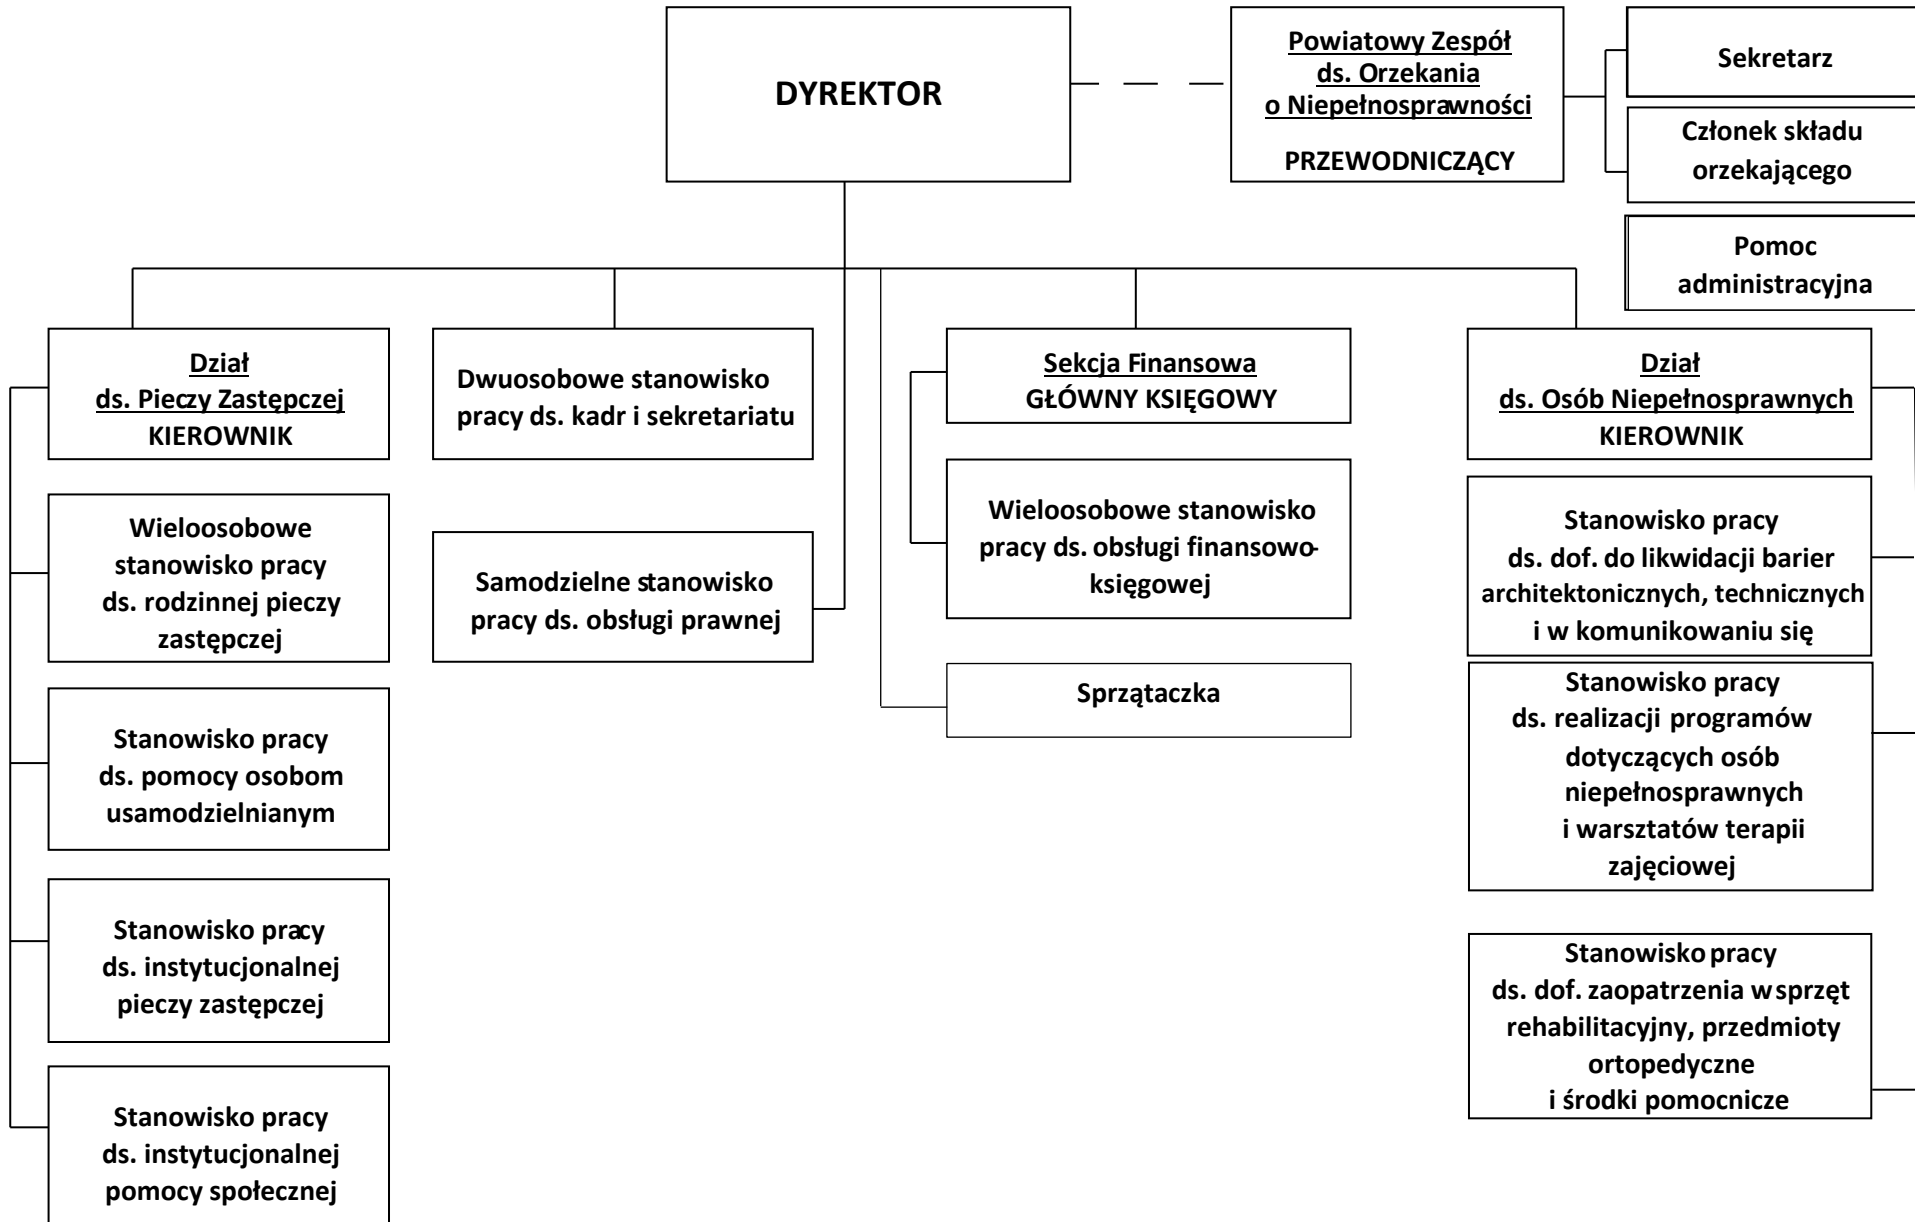 DYREKTOR
Powiatowy Zespół
ds. Orzekania
o Niepełnosprawności
PRZEWODNICZĄCY
Sekretarz
Członek składu
orzekającego
Pomoc
administracyjna
Dział
ds. Pieczy Zastępczej
KIEROWNIK
Wieloosobowe
stanowisko pracy
ds. rodzinnej pieczy
zastępczej
Stanowisko pracy
ds. pomocy osobom
usamodzielnianym
Stanowisko pracy
ds. instytucjonalnej
pieczy zastępczej
Stanowisko pracy
ds. instytucjonalnej
pomocy społecznej
Dwuosobowe stanowisko
pracy ds. kadr i sekretariatu
Samodzielne stanowisko
pracy ds. obsługi prawnej
Sekcja Finansowa
GŁÓWNY KSIĘGOWY
Wieloosobowe stanowisko
pracy ds. obsługi finansowo-
księgowej
Sprzątaczka
Dział
ds. Osób Niepełnosprawnych
KIEROWNIK
Stanowisko pracy
ds. dof. do likwidacji barier
architektonicznych, technicznych
i w komunikowaniu się
Stanowisko pracy
ds. realizacji programów
dotyczących osób
niepełnosprawnych
i warsztatów terapii
zajęciowej
Stanowisko pracy
ds. dof. zaopatrzenia w sprzęt
rehabilitacyjny, przedmioty
ortopedyczne
i środki pomocnicze